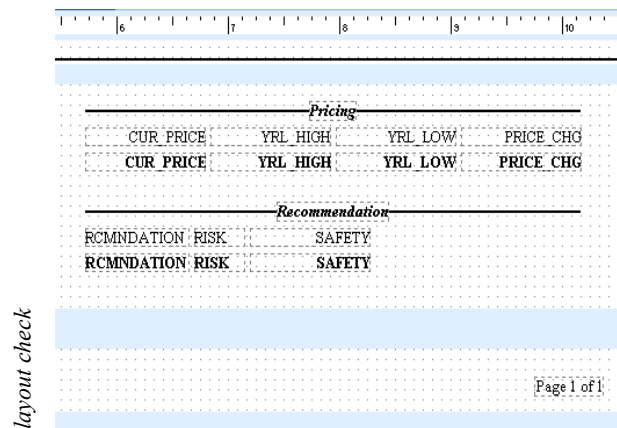 6 7 8 9 10
Pricing
CUR_PRICE YRL_HIGH YRL_LOW PRICE_CHG
CUR_PRICE YRL_HIGH YRL_LOW PRICE_CHG
Recommendation
RCMNDATION RISK SAFETY
RCMNDATION RISK SAFETY
layout check
Page 1 of 1